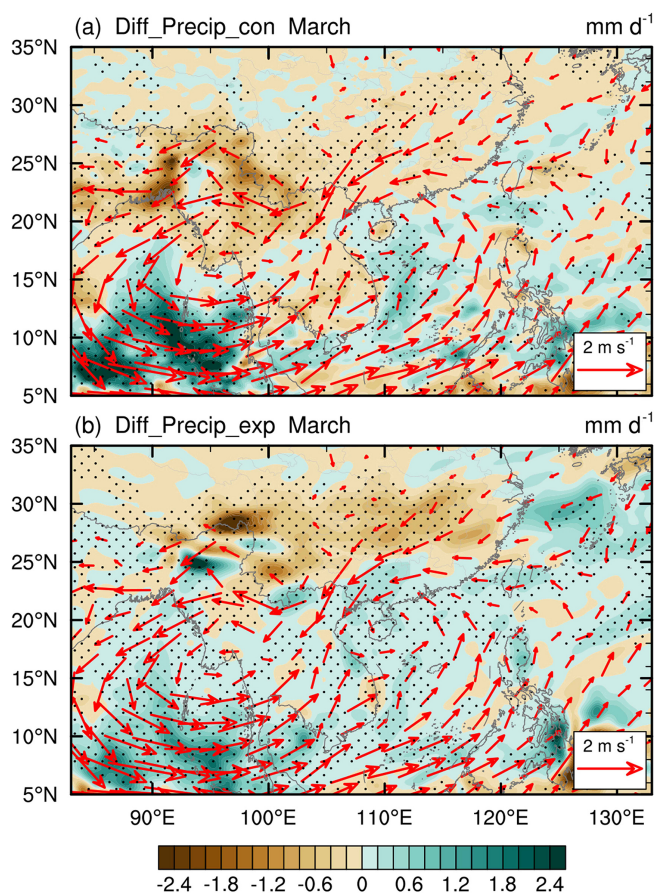 (a) Diff_Precip_con March mm d-1
35°N
30°N
25°N
20°N
15°N
10°N
5°N
2 m s-1
(b) Diff_Precip_exp March mm d-1
35°N
30°N
25°N
20°N
15°N
10°N
5°N
2 m s-1
90°E 100°E 110°E 120°E 130°E
-2.4 -1.8 -1.2 -0.6 0 0.6 1.2 1.8 2.4